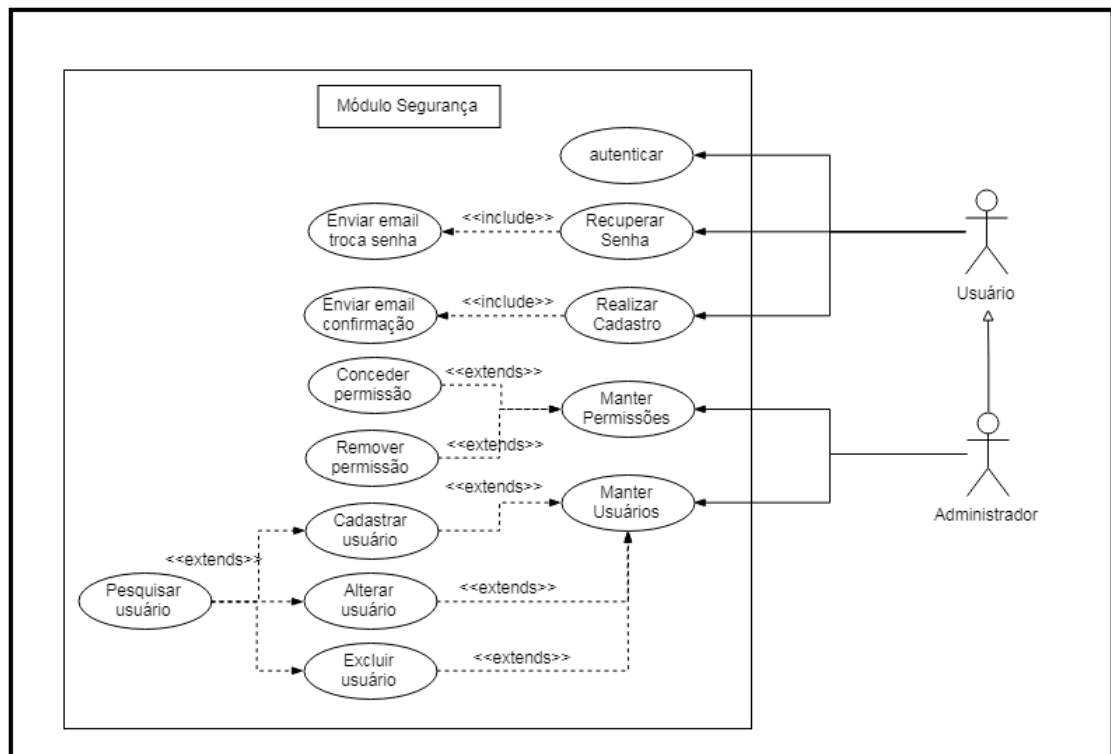 Módulo Segurança
autenticar
Enviar email
troca senha
<<include>>
Recuperar
Senha
Usuário
Enviar email
confirmação
<<include>>
Realizar
Cadastro
Conceder
permissão
<<extends>>
Manter
Permissões
Remover
permissão
<<extends>>
Administrador
Cadastrar
usuário
<<extends>>
Manter
Usuários
<<extends>>
Pesquisar
usuário
Alterar
usuário
<<extends>>
Excluir
usuário
<<extends>>